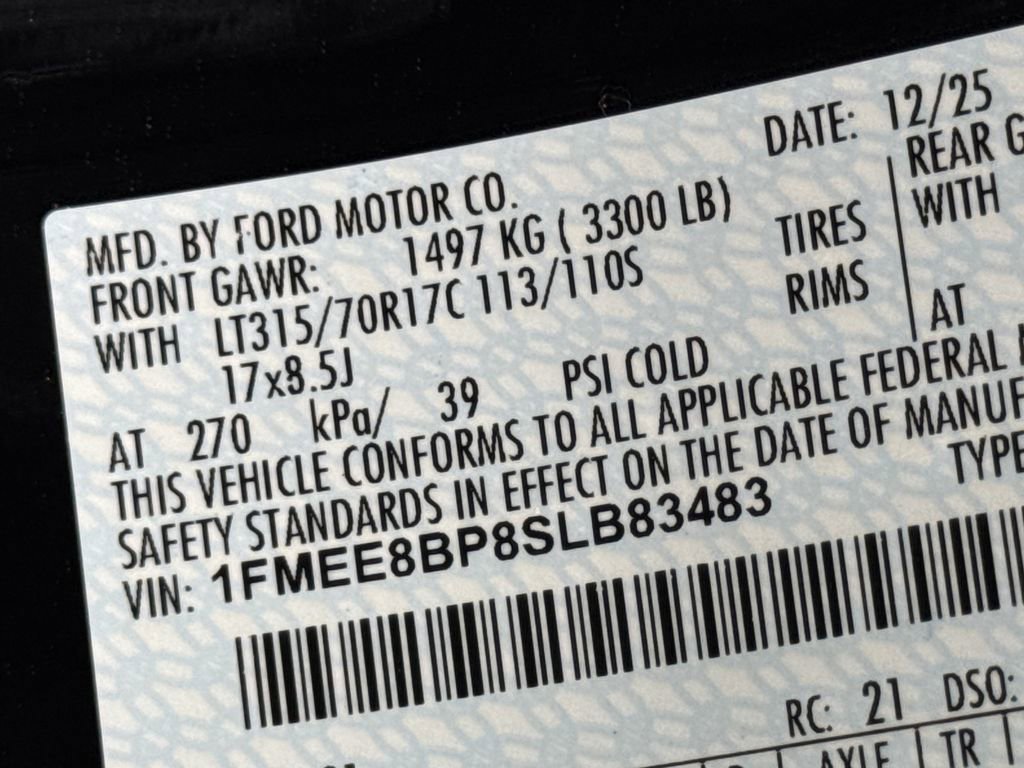 DATE: 12/25
MFD. BY FORD MOTOR CO.
FRONT GAWR: 1497 KG ( 3300 LB)
REAR
WITH LT315/70R17C 113/110S TIRES
WITH
17x8.5J RIMS
AT 270 kPa/ 39 PSI COLD
AT
THIS VEHICLE CONFORMS TO ALL APPLICABLE FEDERAL
SAFETY STANDARDS IN EFFECT ON THE DATE OF MANUF
VIN: 1FMEE8BP8SLB83483
TYPE
RC: 21 DSO:
AXLE TR